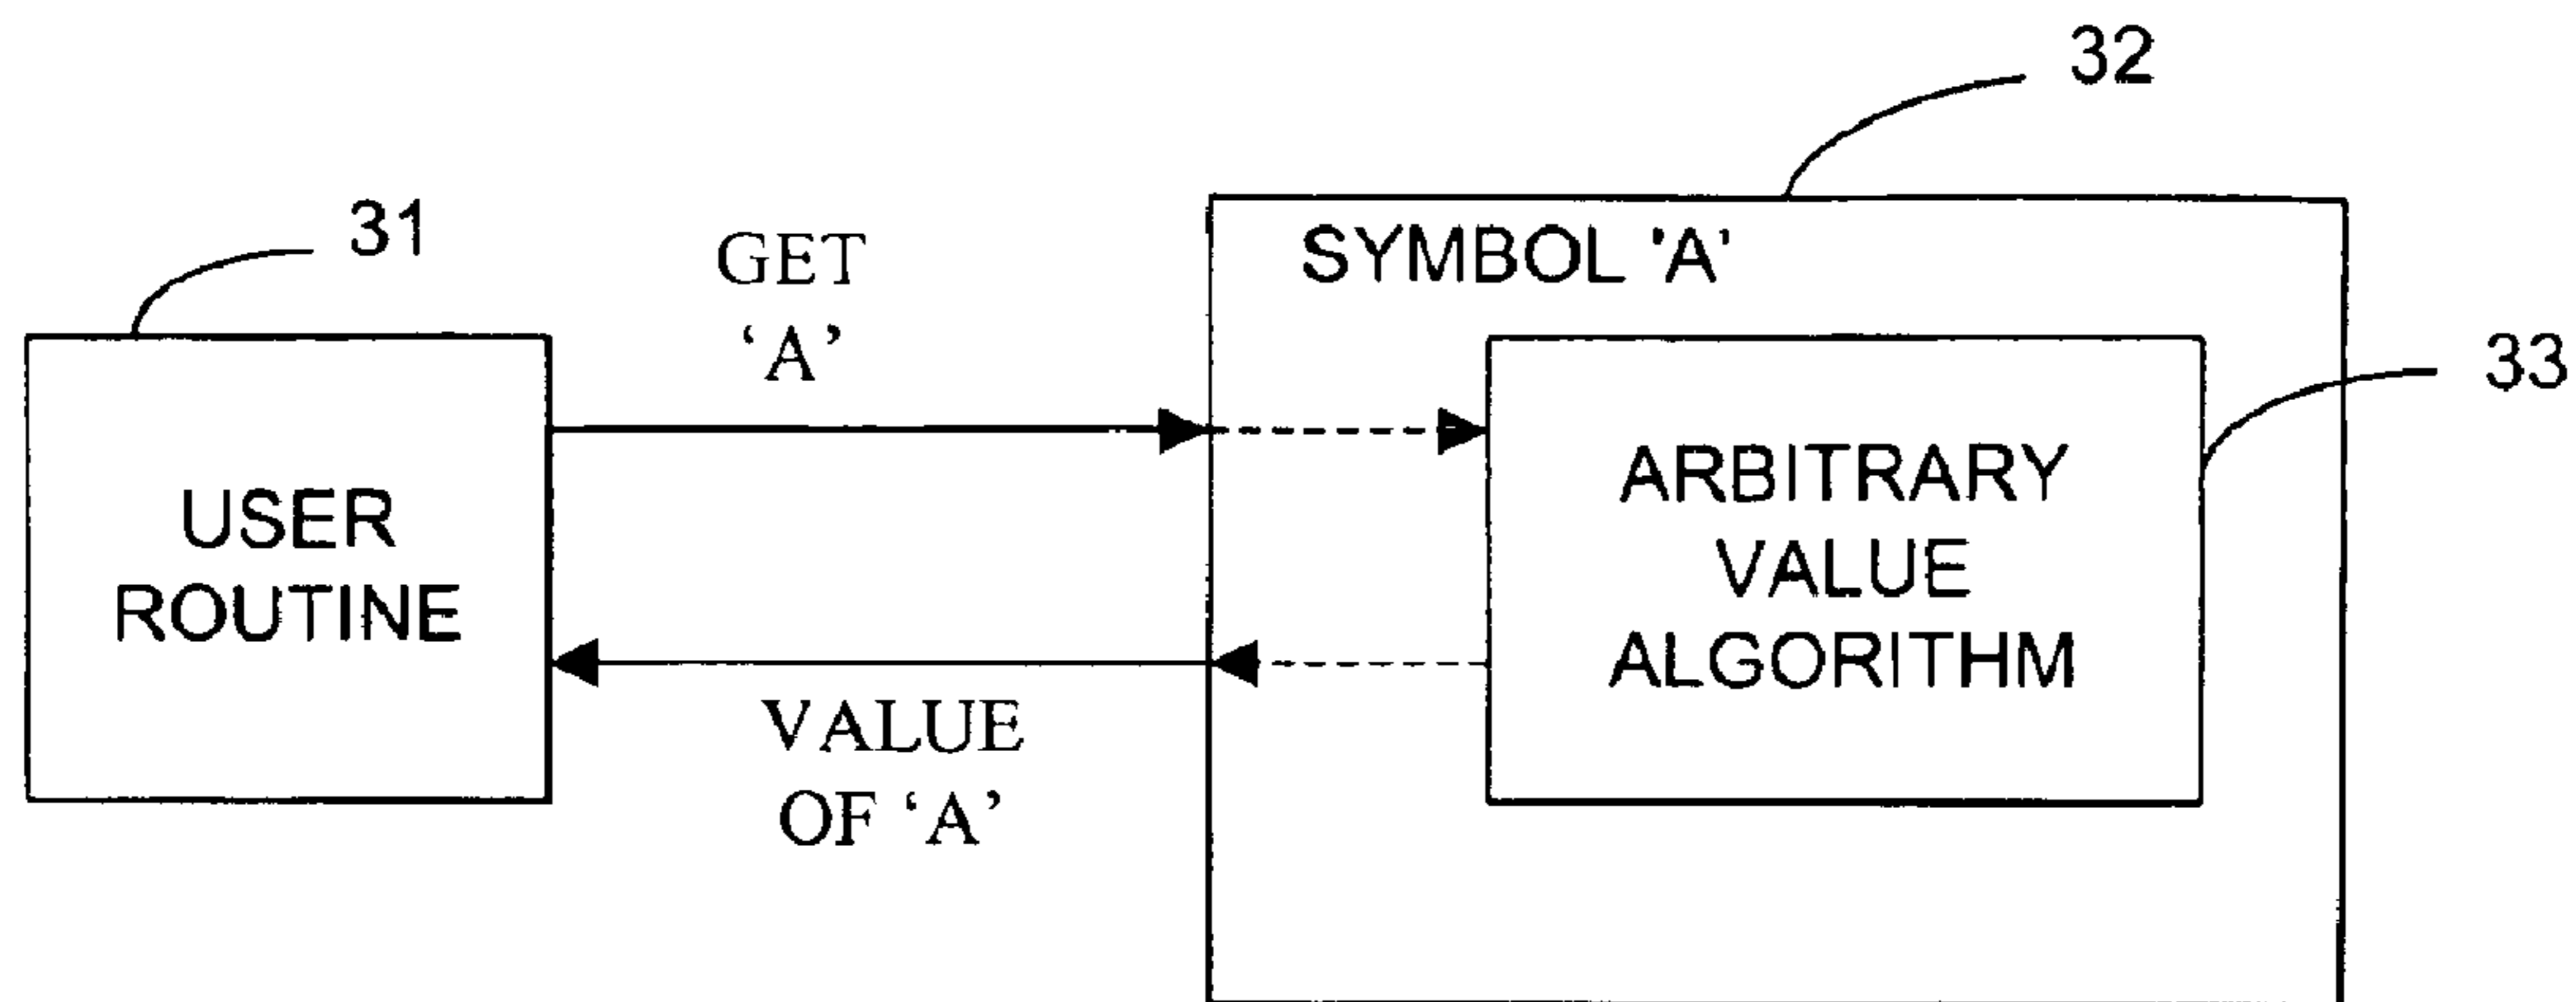 32
31
GET
‘A’
SYMBOL 'A'
33
USER
ROUTINE
ARBITRARY
VALUE
ALGORITHM
VALUE
OF ‘A’